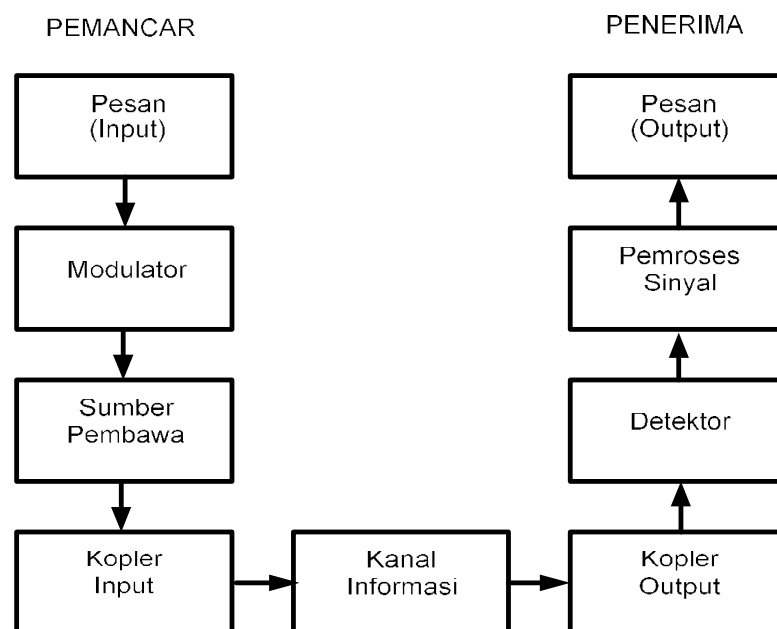 PEMANCAR
PENERIMA
Pesan
(Input)
Pesan
(Output)
Modulator
Pemroses
Sinyal
Sumber
Pembawa
Detektor
Kopler
Input
Kanal
Informasi
Kopler
Output